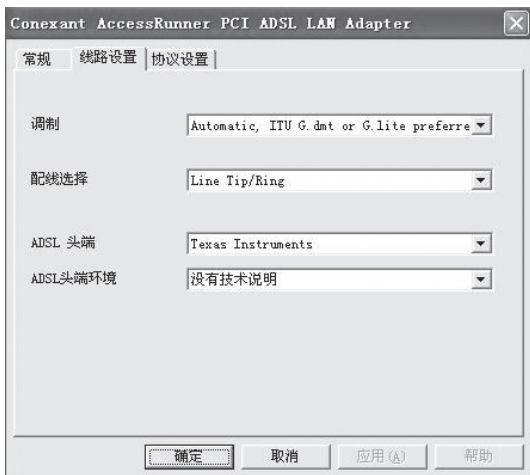 Conexant AccessRunner PCI ADSL LAN Adapter
常规 线路设置 协议设置
调制 Automatic, ITU G.dmt or G.lite preferre
配线选择 Line Tip/Ring
ADSL 头端 Texas Instruments
ADSL头端环境 没有技术说明
确定 取消 应用(A) 帮助